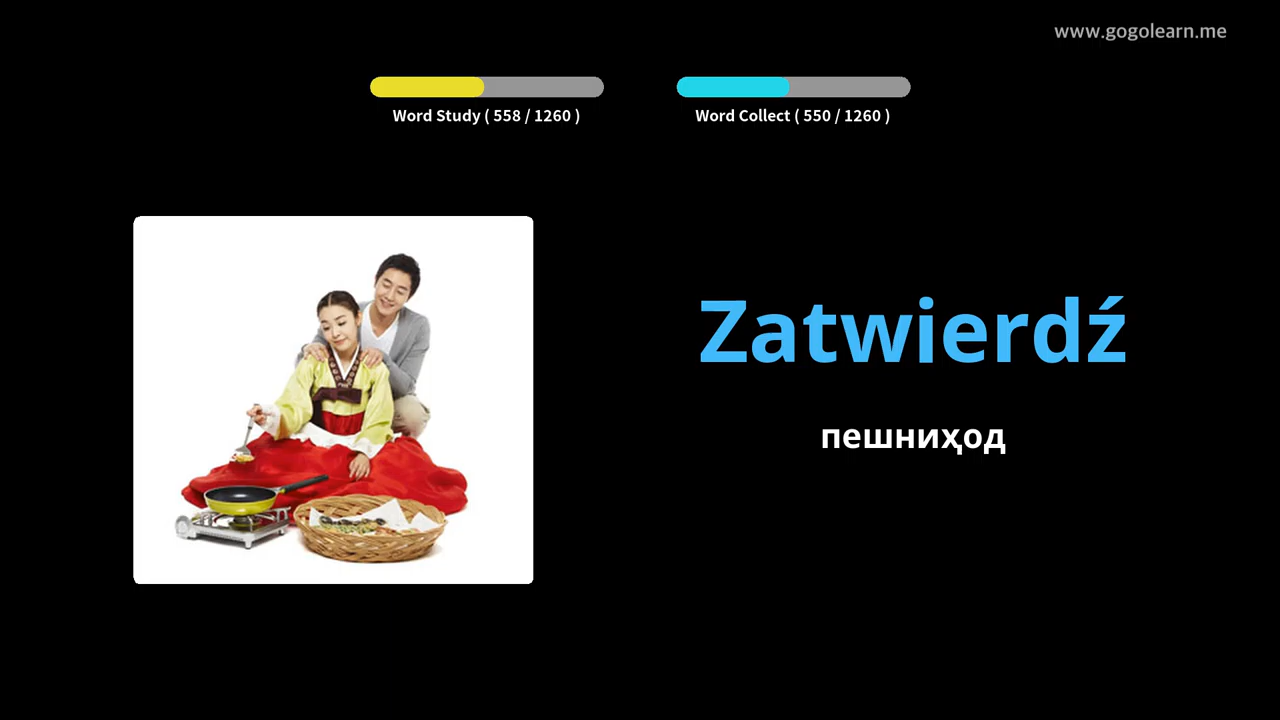 www.gogolearn.me
Word Study ( 558 / 1260 )
Word Collect ( 550 / 1260 )
Zatwierdź
пешниҳод